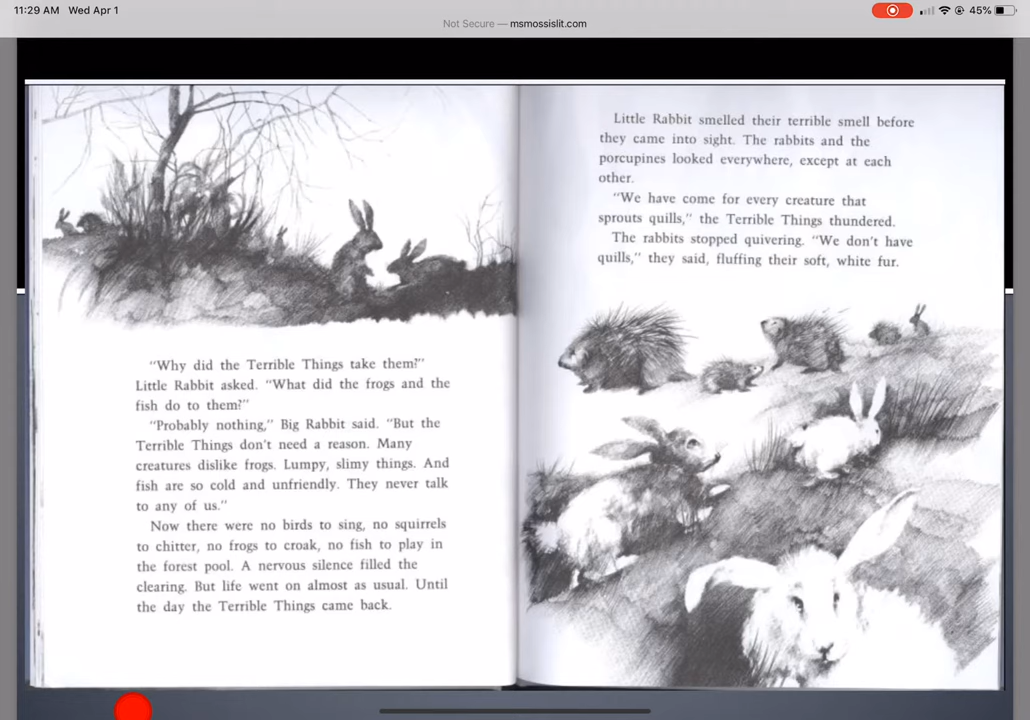 11:29 AM Wed Apr 1
45%
Not Secure — msmossislit.com
"Why did the Terrible Things take them?"
Little Rabbit asked. "What did the frogs and the
fish do to them?"
"Probably nothing," Big Rabbit said. "But the
Terrible Things don't need a reason. Many
creatures dislike frogs. Lumpy, slimy things. And
fish are so cold and unfriendly. They never talk
to any of us."
Now there were no birds to sing, no squirrels
to chitter, no frogs to croak, no fish to play in
the forest pool. A nervous silence filled the
clearing. But life went on almost as usual. Until
the day the Terrible Things came back.
Little Rabbit smelled their terrible smell before
they came into sight. The rabbits and the
porcupines looked everywhere, except at each
other.
"We have come for every creature that
sprouts quills," the Terrible Things thundered.
The rabbits stopped quivering. "We don't have
quills," they said, fluffing their soft, white fur.